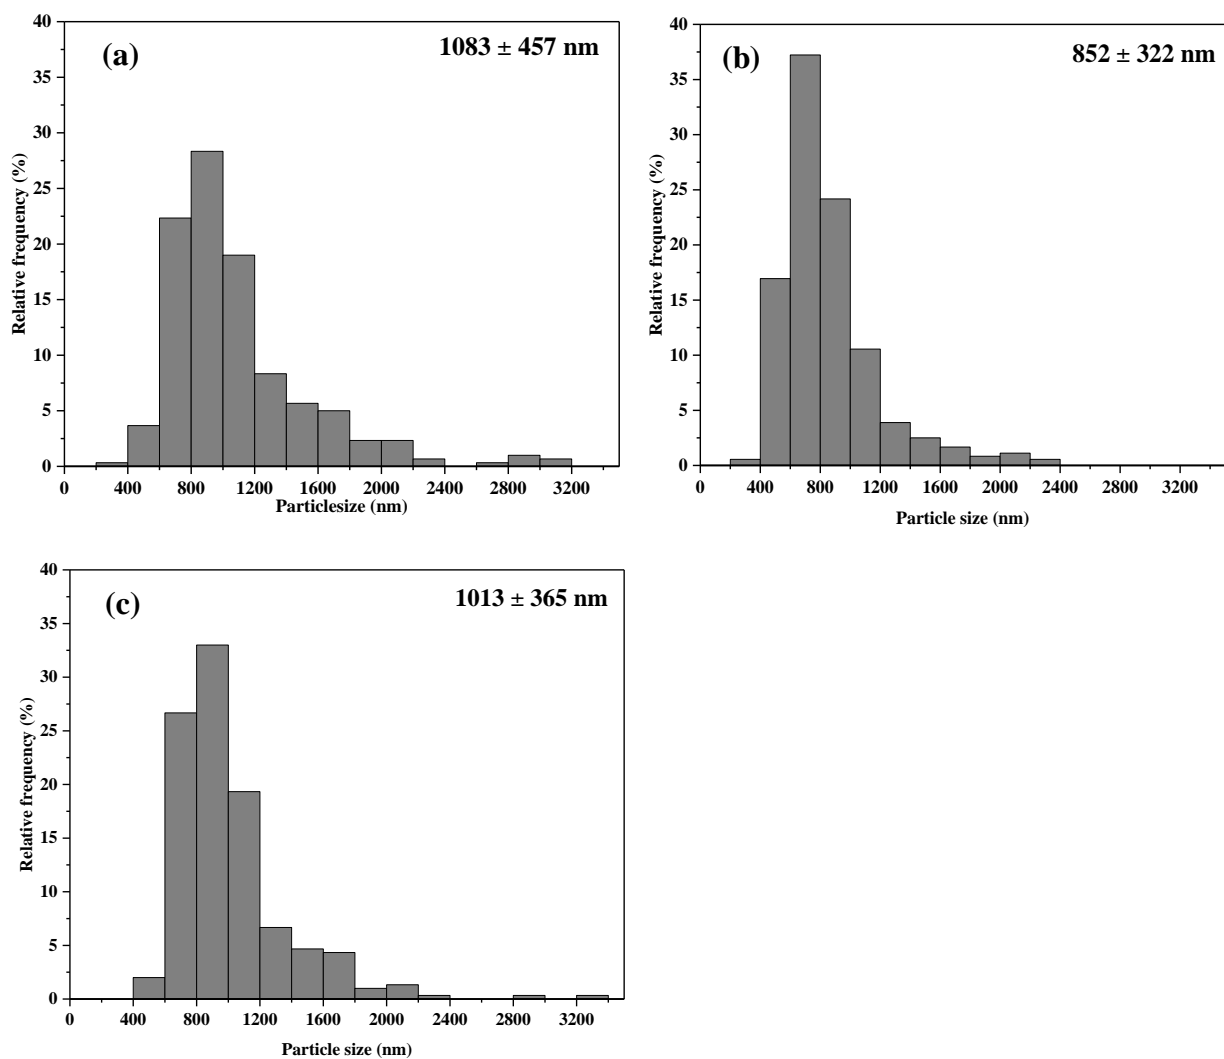 (a)
1083 ± 457 nm
Relative frequency (%)
40
35
30
25
20
15
10
5
0
0 400 800 1200 1600 2000 2400 2800 3200
Particlesize (nm)
(b)
852 ± 322 nm
Relative frequency (%)
40
35
30
25
20
15
10
5
0
0 400 800 1200 1600 2000 2400 2800 3200
Particle size (nm)
(c)
1013 ± 365 nm
Relative frequency (%)
40
35
30
25
20
15
10
5
0
0 400 800 1200 1600 2000 2400 2800 3200
Particle size (nm)